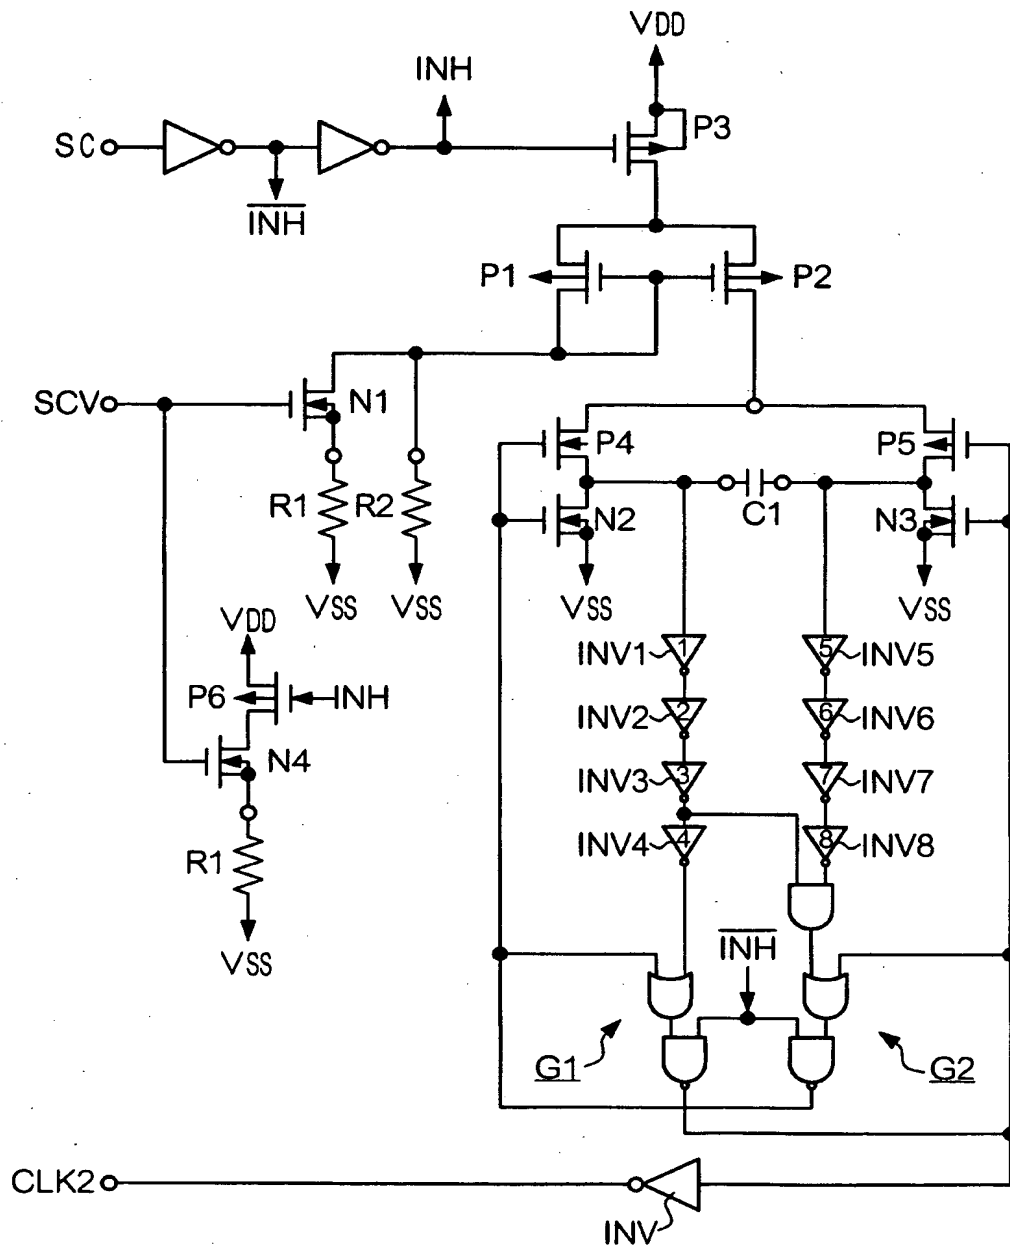 VDD
INH
SC
P3
INH
P1
P2
SCV
N1
P4
P5
R1
R2
N2
C1
N3
VSS
VSS
VSS
VSS
VDD
INV1
1
5
INV5
P6
INH
INV2
2
6
INV6
N4
INV3
3
7
INV7
INV4
4
8
INV8
R1
INH
VSS
G1
G2
CLK2
INV